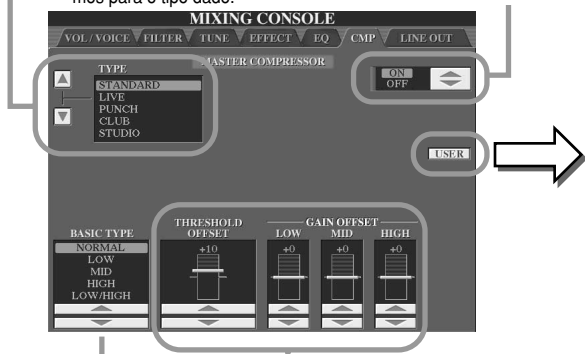 mos para o tipo dado.
MIXING CONSOLE
VOL / VOICE FILTER TUNE EFFECT EQ CMP LINE OUT
MASTER COMPRESSOR
TYPE
STANDARD
LIVE
PUNCH
CLUB
STUDIO
ON
OFF
USER
BASIC TYPE
NORMAL
LOW
MID
HIGH
LOW/HIGH
THRESHOLD
OFFSET
+10
GAIN OFFSET
LOW MID HIGH
+0 +0 +0